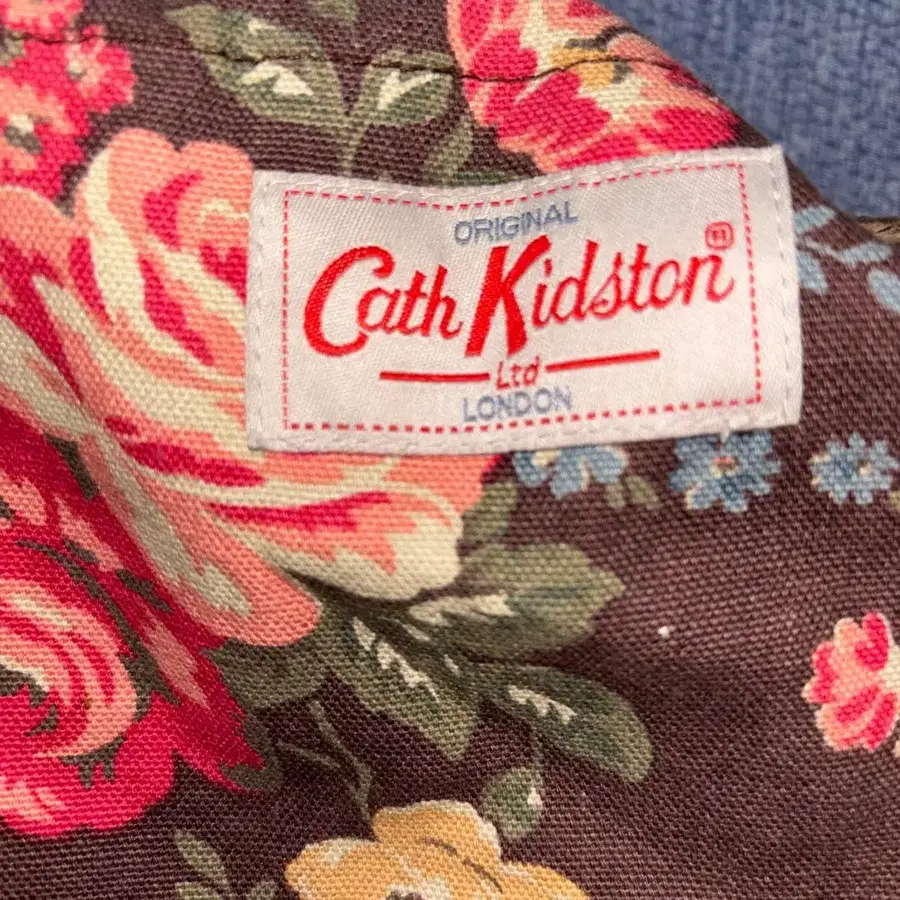 ORIGINAL
Cath Kidston®
Ltd
LONDON